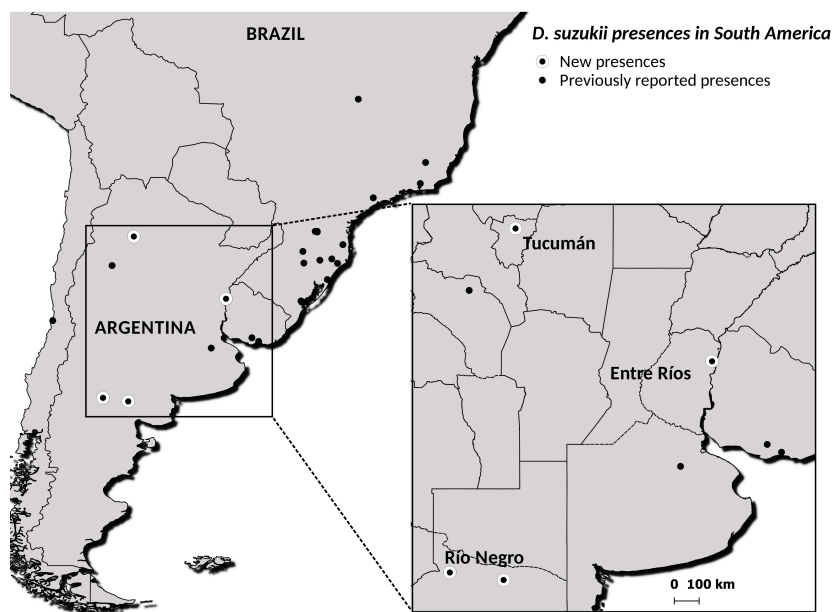 BRAZIL
D. suzukii presences in South America
New presences
Previously reported presences
Tucumán
ARGENTINA
Entre Ríos
Río Negro
0 100 km